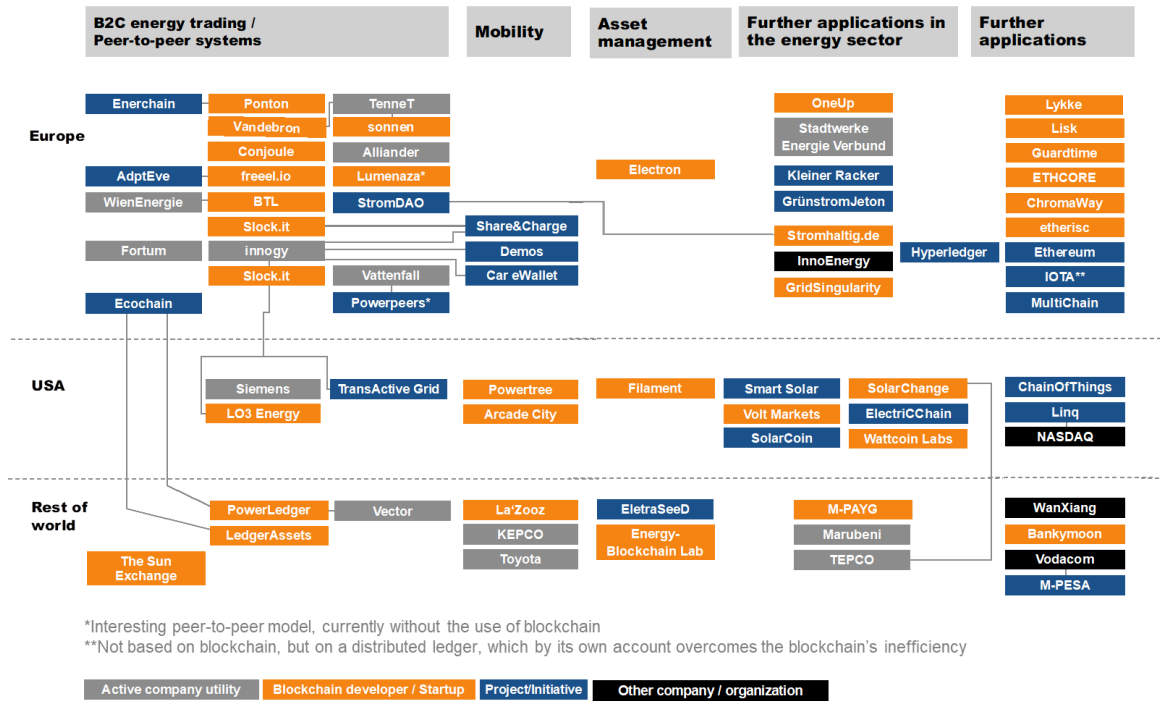 B2C energy trading /
Peer-to-peer systems
Mobility
Asset
management
Further applications in
the energy sector
Further
applications
Europe
Enerchain
Ponton
TenneT
Vandebron
sonnen
Conjoule
Alliander
AdptEve
freeel.io
Lumenaza*
WienEnergie
BTL
StromDAO
Slock.it
Share&Charge
Fortum
innogy
Demos
Slock.it
Vattenfall
Car eWallet
Ecochain
Powerpeers*
Electron
OneUp
Stadtwerke
Energie Verbund
Kleiner Racker
GrünstromJeton
Stromhaltig.de
InnoEnergy
GridSingularity
Hyperledger
Lykke
Lisk
Guardtime
ETHCORE
ChromaWay
etherisc
Ethereum
IOTA**
MultiChain
USA
Siemens
TransActive Grid
LO3 Energy
Powertree
Arcade City
Filament
Smart Solar
SolarChange
Volt Markets
ElectriCChain
SolarCoin
Wattcoin Labs
ChainOfThings
Linq
NASDAQ
Rest of
world
PowerLedger
Vector
LedgerAssets
The Sun
Exchange
La‘Zooz
KEPCO
Toyota
EletraSeeD
Energy-
Blockchain Lab
M-PAYG
Marubeni
TEPCO
WanXiang
Bankymoon
Vodacom
M-PESA
*Interesting peer-to-peer model, currently without the use of blockchain
**Not based on blockchain, but on a distributed ledger, which by its own account overcomes the blockchain’s inefficiency
Active company utility
Blockchain developer / Startup
Project/Initiative
Other company / organization